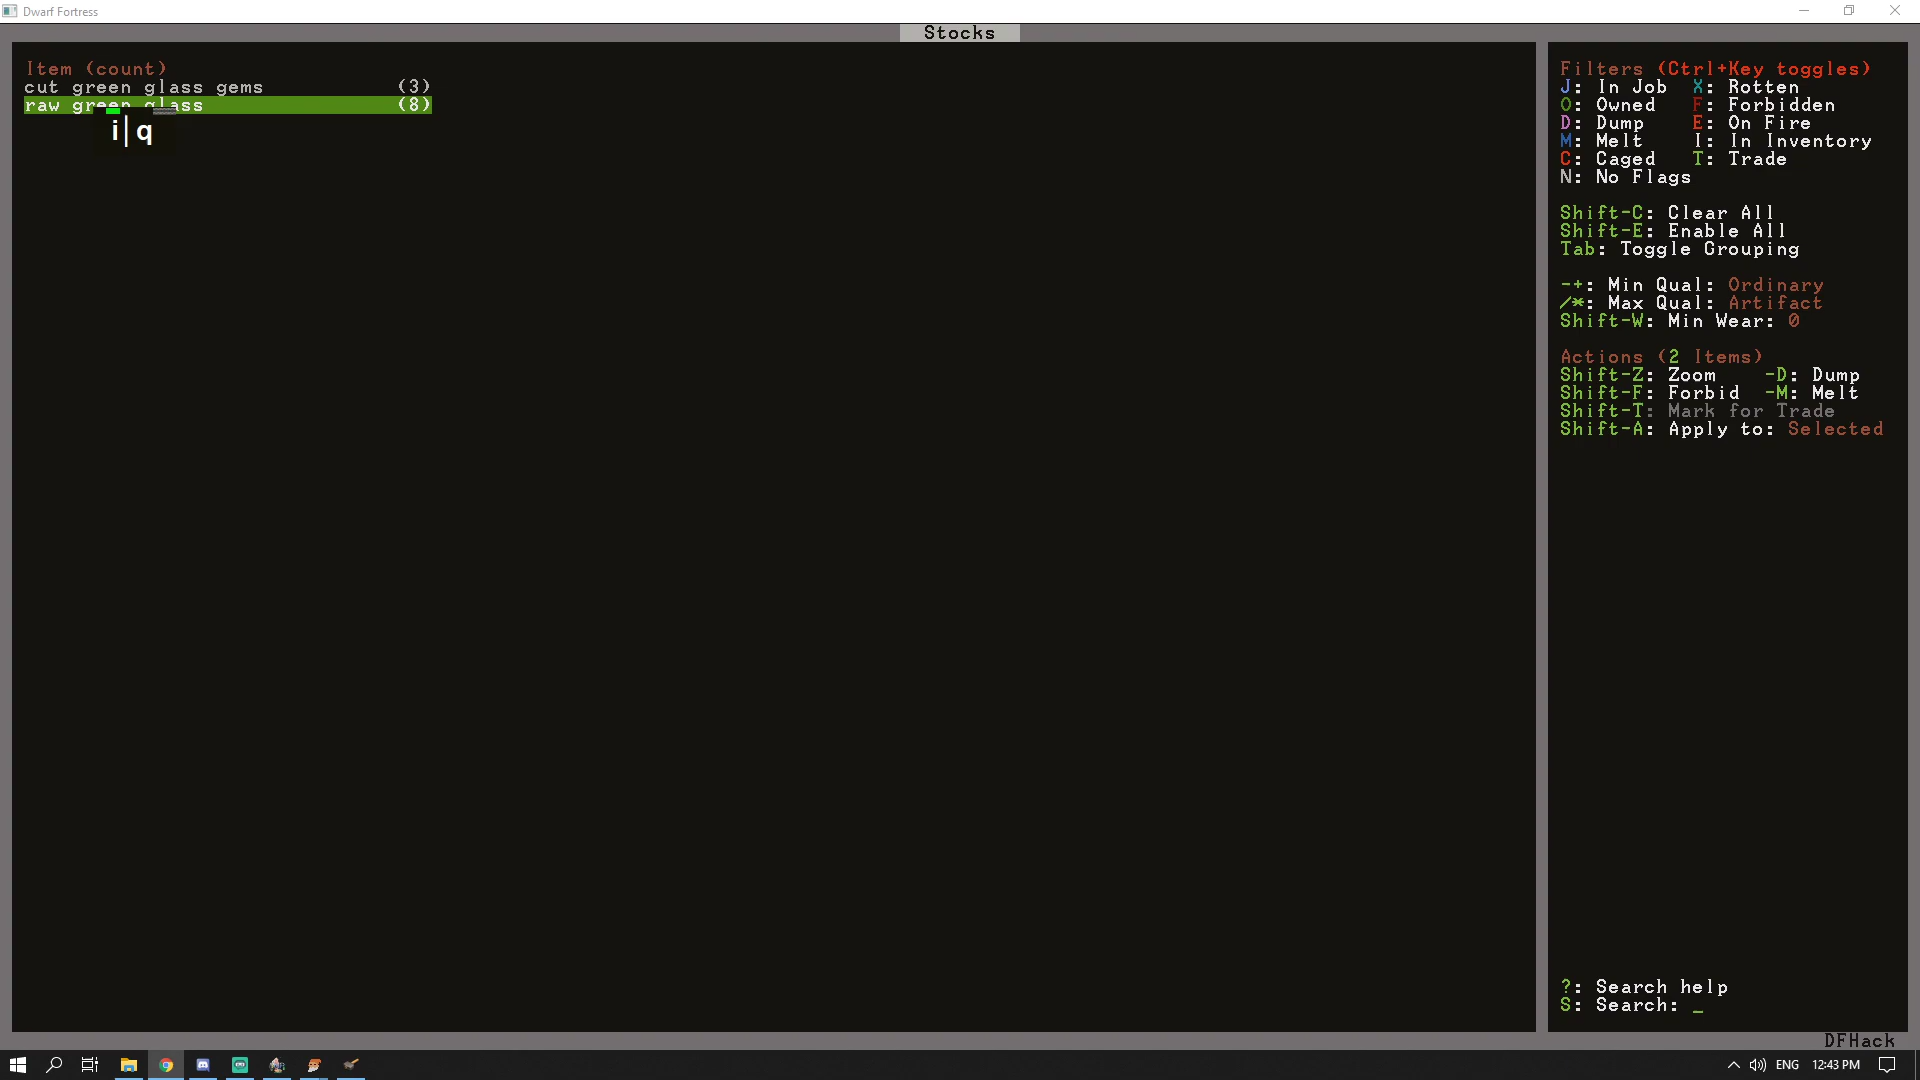 Dwarf Fortress
Stocks
Item (count)
cut green glass gems (3)
raw green glass (8)
i|q
Filters (Ctrl+Key toggles)
J: In Job X: Rotten
O: Owned F: Forbidden
D: Dump E: On Fire
M: Melt I: In Inventory
C: Caged T: Trade
N: No Flags
Shift-C: Clear All
Shift-E: Enable All
Tab: Toggle Grouping
-+: Min Qual: Ordinary
/*: Max Qual: Artifact
Shift-W: Min Wear: 0
Actions (2 Items)
Shift-Z: Zoom -D: Dump
Shift-F: Forbid -M: Melt
Shift-T: Mark for Trade
Shift-A: Apply to: Selected
?: Search help
S: Search: _
DFHack
ENG 12:43 PM